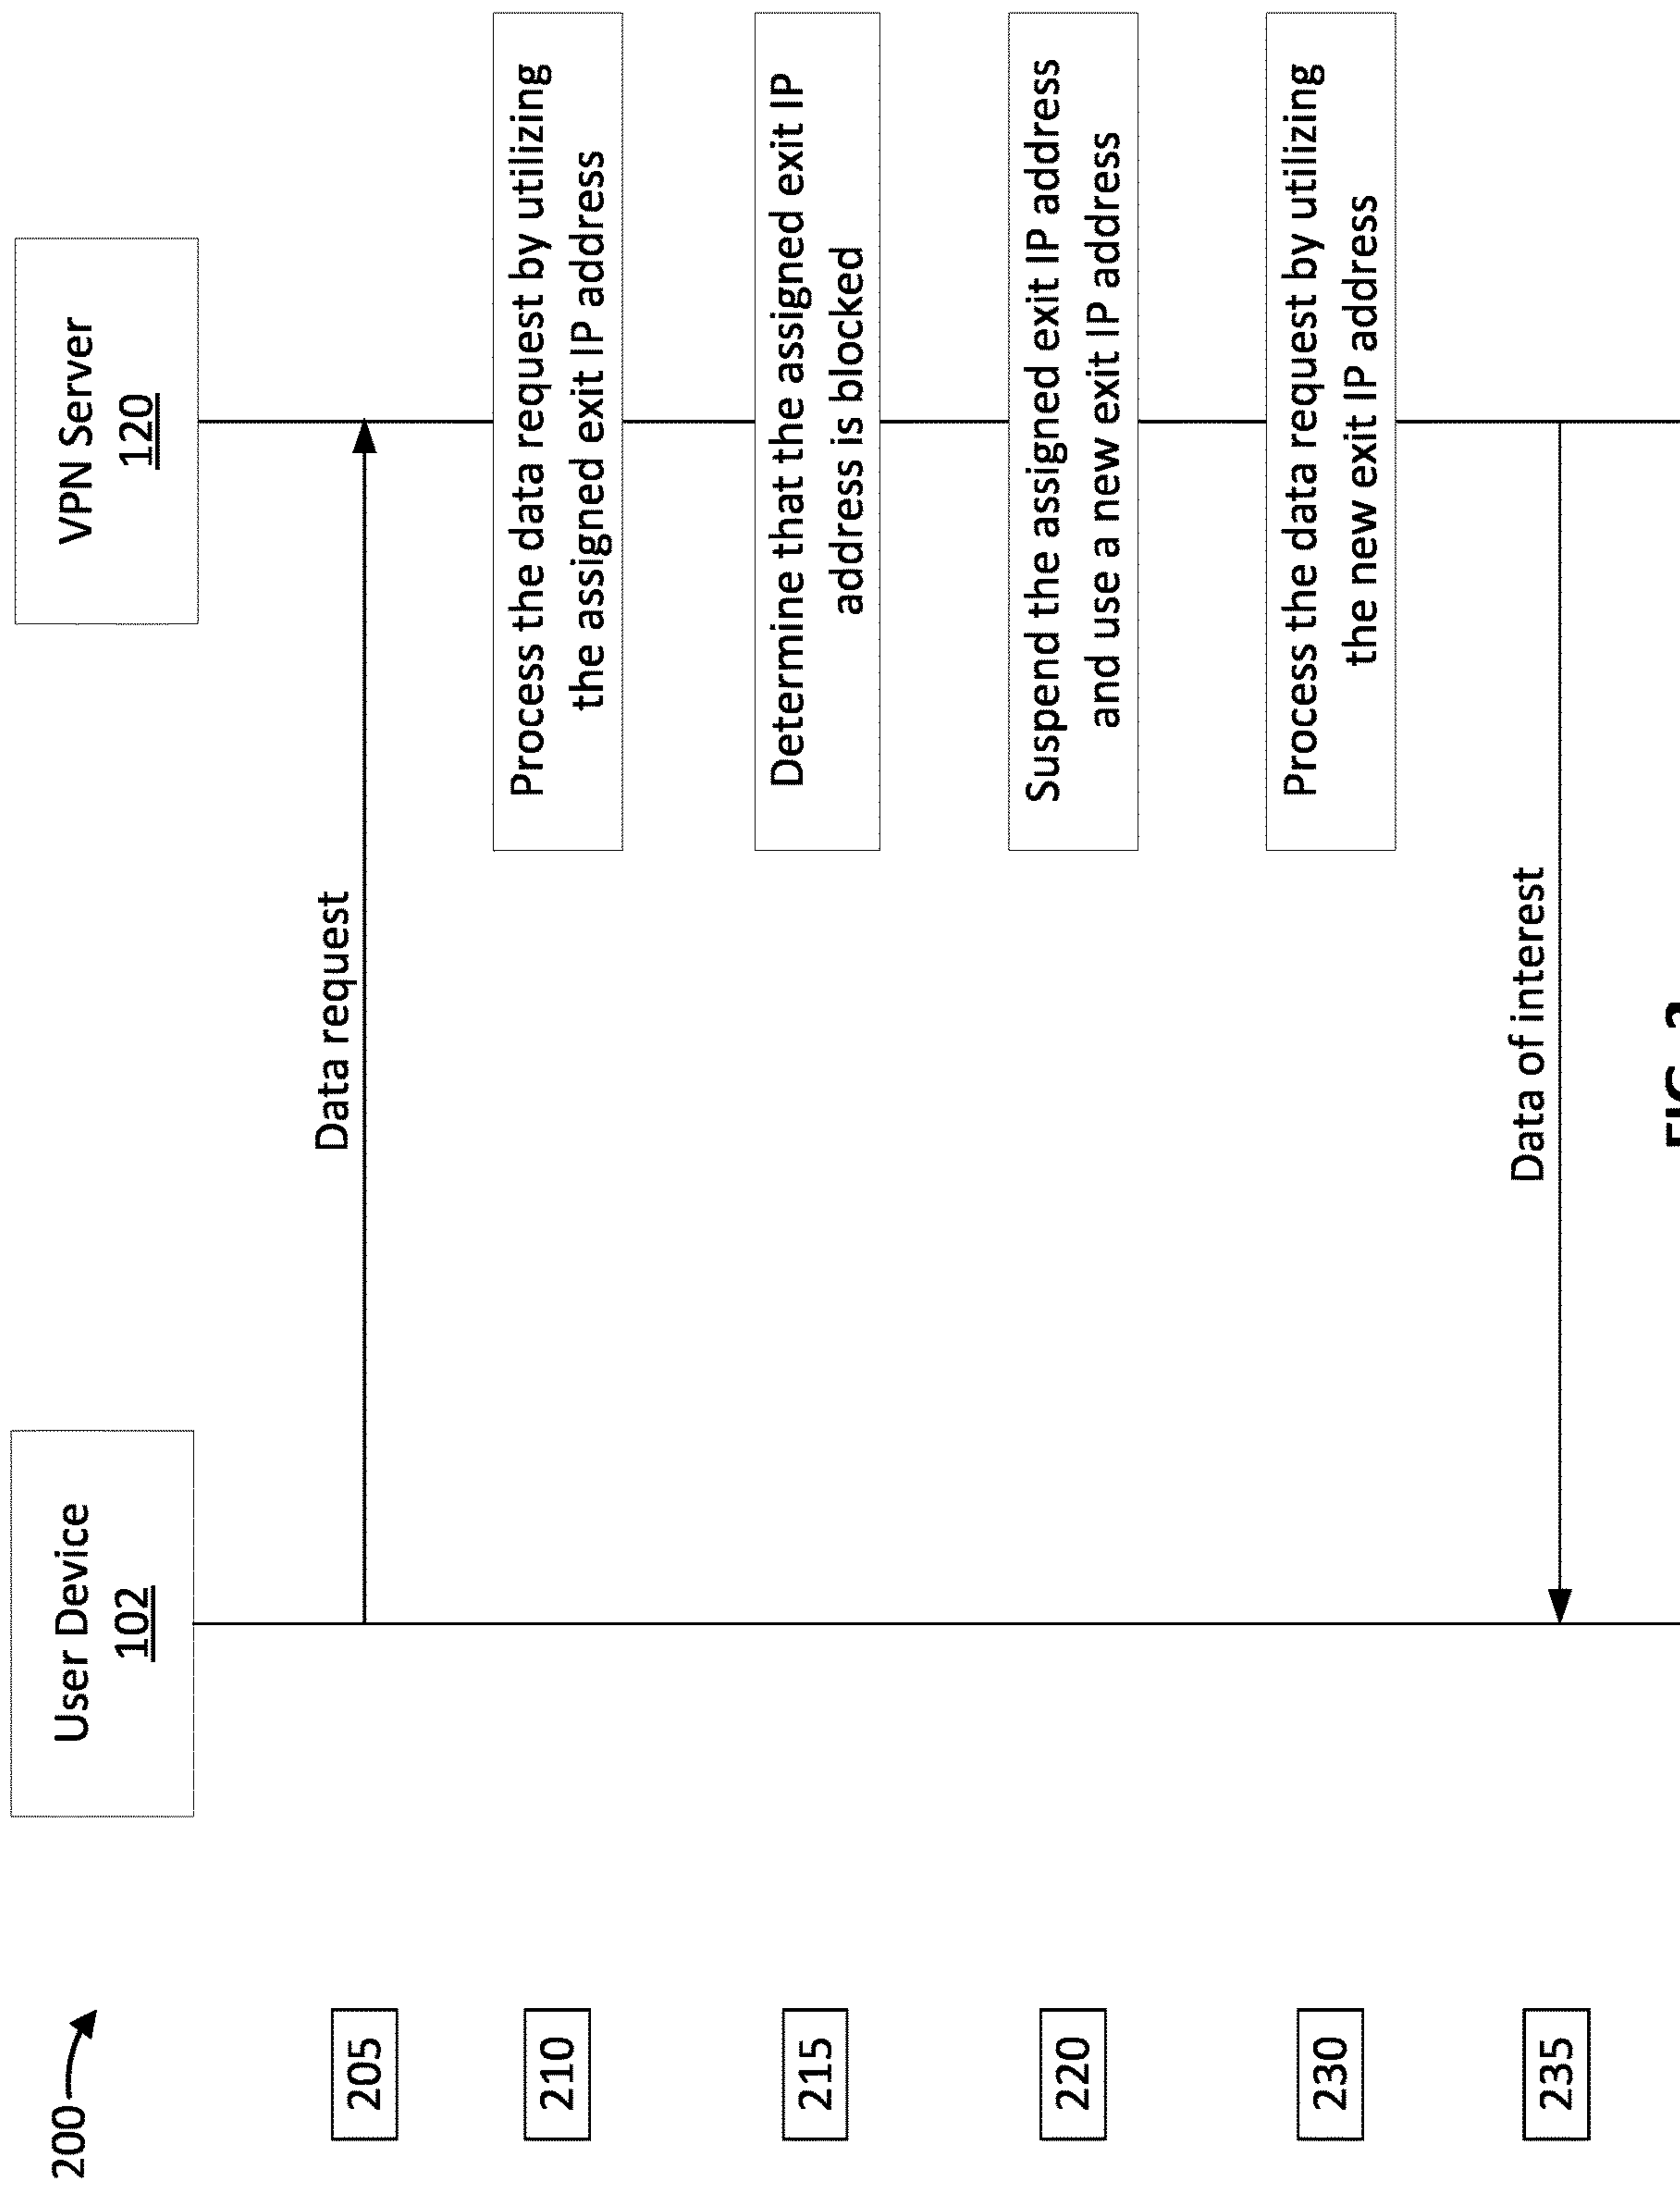 200
User Device
102
VPN Server
120
205
Data request
210
Process the data request by utilizing
the assigned exit IP address
215
Determine that the assigned exit IP
address is blocked
220
Suspend the assigned exit IP address
and use a new exit IP address
230
Process the data request by utilizing
the new exit IP address
235
Data of interest
FIG. 2